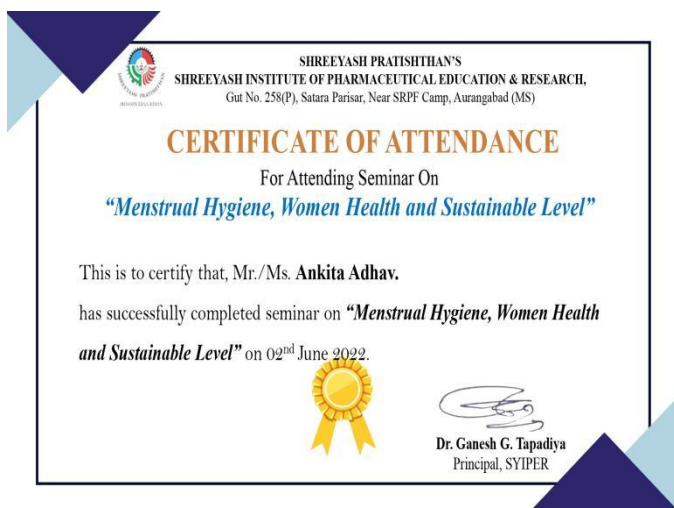 SHREEYASH PRATISHTHAN'S
SHREEYASH INSTITUTE OF PHARMACEUTICAL EDUCATION & RESEARCH,
Gut No. 258(P), Satara Parisar, Near SRPF Camp, Aurangabad (MS)
CERTIFICATE OF ATTENDANCE
For Attending Seminar On
“Menstrual Hygiene, Women Health and Sustainable Level”
This is to certify that, Mr./Ms. Ankita Adhav.
has successfully completed seminar on “Menstrual Hygiene, Women Health
and Sustainable Level” on 02nd June 2022.
Dr. Ganesh G. Tapadiya
Principal, SYIPER